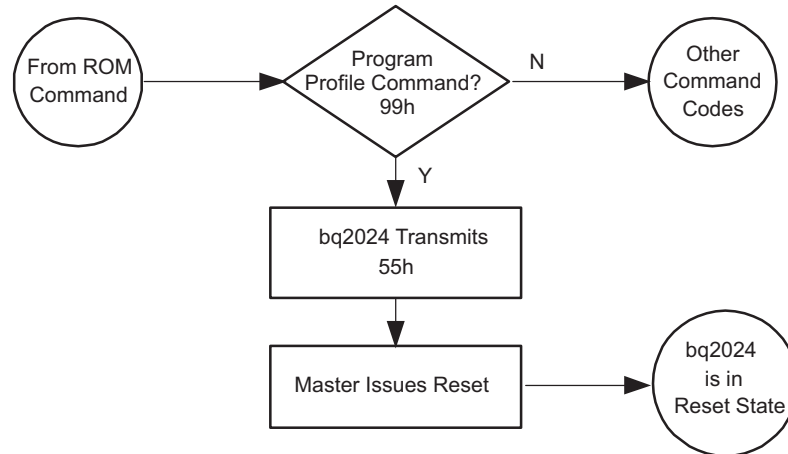 From ROM
Command
Program
Profile Command?
99h
N
Other
Command
Codes
Y
bq2024 Transmits
55h
Master Issues Reset
bq2024
is in
Reset State